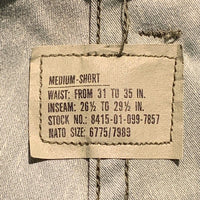 MEDIUM-SHORT
WAIST: FROM 31 TO 35 IN.
INSEAM: 26½ TO 29½ IN.
STOCK NO.: 8415-01-099-7857
NATO SIZE: 6775/7989